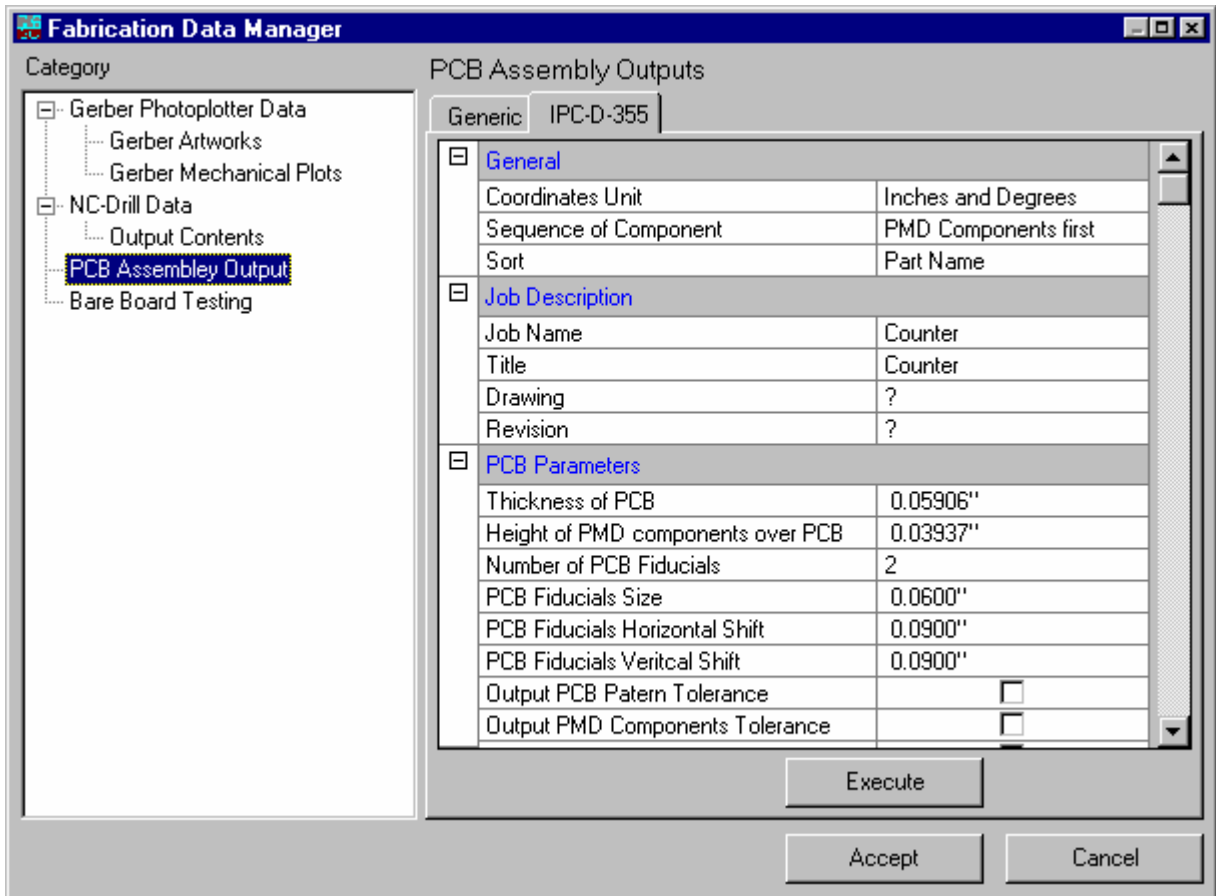 Fabrication Data Manager
Category
Gerber Photoplotter Data
Gerber Artworks
Gerber Mechanical Plots
NC-Drill Data
Output Contents
PCB Assembley Output
Bare Board Testing
PCB Assembly Outputs
Generic IPC-D-355
General
Coordinates Unit Inches and Degrees
Sequence of Component PMD Components first
Sort Part Name
Job Description
Job Name Counter
Title Counter
Drawing ?
Revision ?
PCB Parameters
Thickness of PCB 0.05906"
Height of PMD components over PCB 0.03937"
Number of PCB Fiducials 2
PCB Fiducials Size 0.0600"
PCB Fiducials Horizontal Shift 0.0900"
PCB Fiducials Veritcal Shift 0.0900"
Output PCB Patern Tolerance
Output PMD Components Tolerance
Execute
Accept Cancel